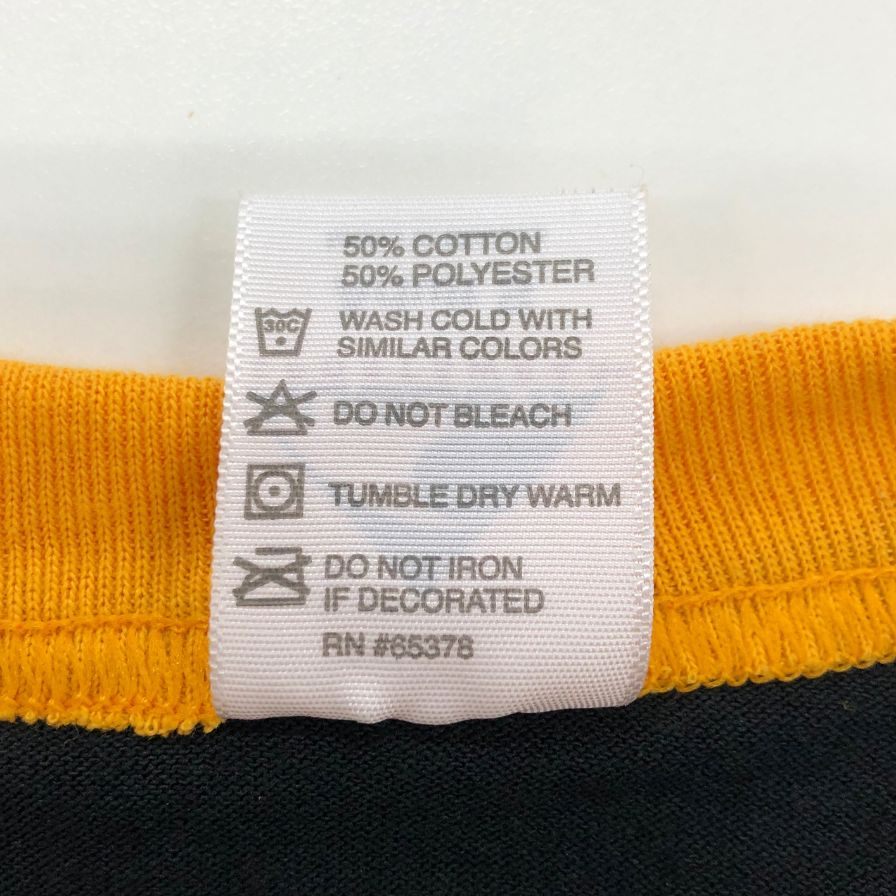 50% COTTON
50% POLYESTER
30C
WASH COLD WITH
SIMILAR COLORS
DO NOT BLEACH
TUMBLE DRY WARM
DO NOT IRON
IF DECORATED
RN #65378